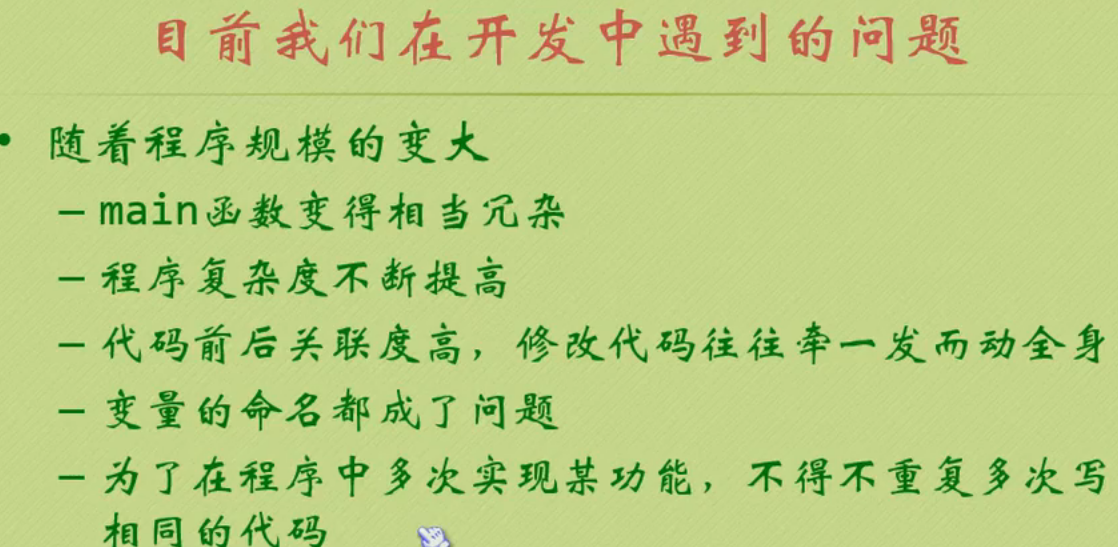 目前我们在开发中遇到的问题
• 随着程序规模的变大
– main函数变得相当冗杂
– 程序复杂度不断提高
– 代码前后关联度高，修改代码往往牵一发而动全身
– 变量的命名都成了问题
– 为了在程序中多次实现某功能，不得不重复多次写
相同的代码